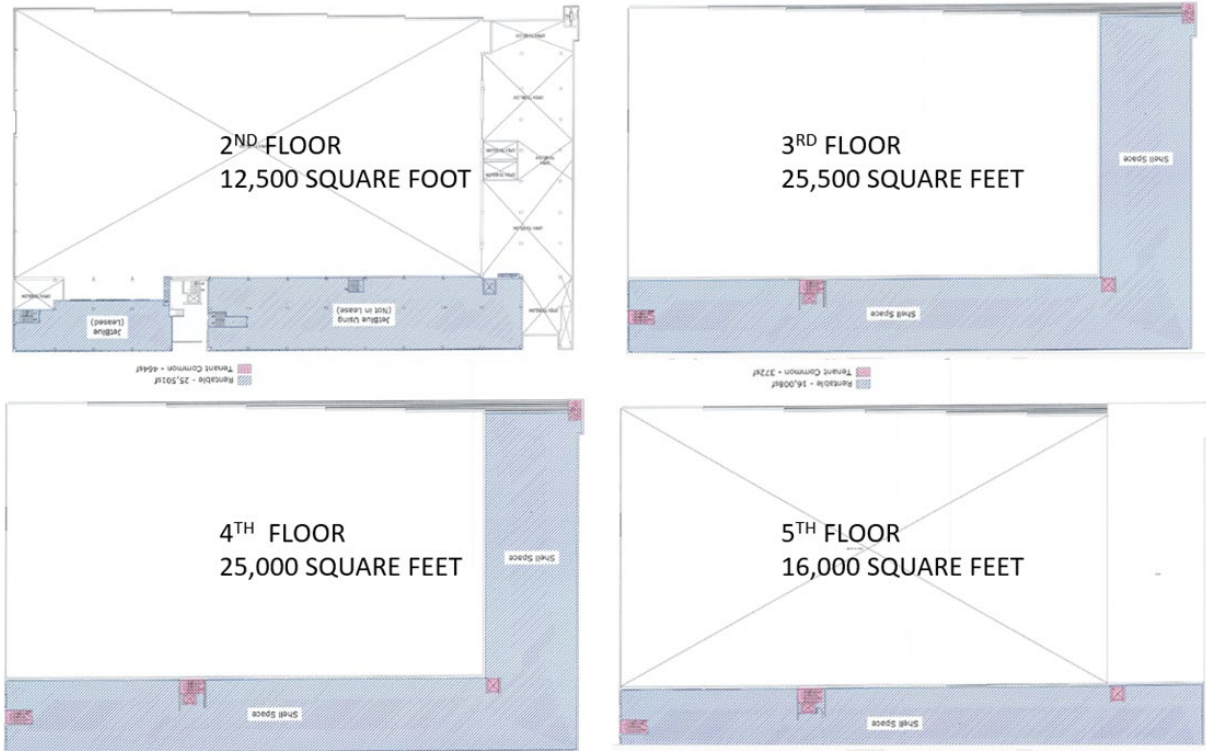 2ND FLOOR
12,500 SQUARE FOOT
JetBlue
(Leased)
JetBlue Using
(Not in Lease)
3RD FLOOR
25,500 SQUARE FEET
Shell Space
Shell Space
Rentable - 25,501sf
Tenant Common - 464sf
Rentable - 16,008sf
Tenant Common - 372sf
4TH FLOOR
25,000 SQUARE FEET
Shell Space
Shell Space
5TH FLOOR
16,000 SQUARE FEET
Shell Space